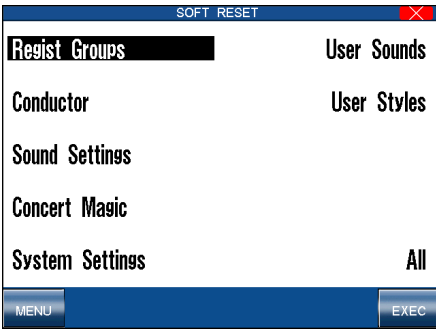 SOFT RESET
Regist Groups User Sounds
Conductor User Styles
Sound Settings
Concert Magic
System Settings All
MENU EXEC